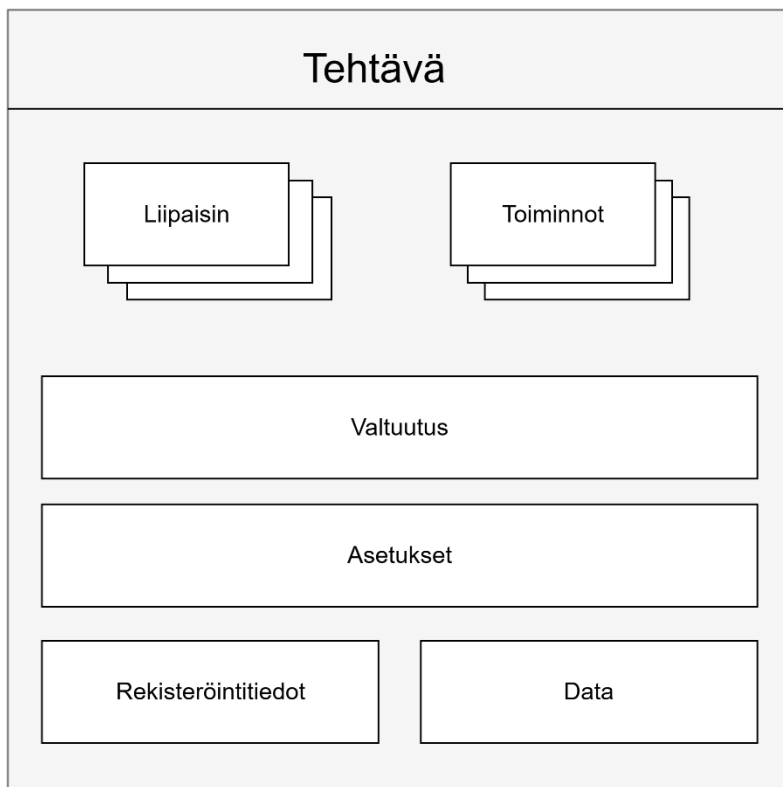 Tehtävä
Liipaisin
Toiminnot
Valtuutus
Asetukset
Rekisteröintitiedot
Data